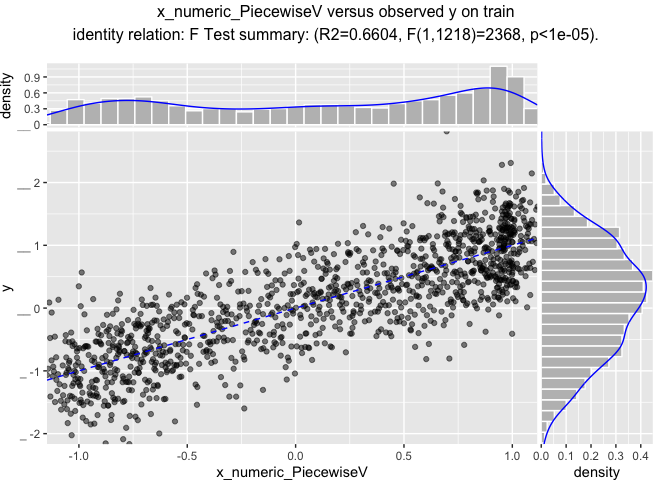 x_numeric_PiecewiseV versus observed y on train
identity relation: F Test summary: (R2=0.6604, F(1,1218)=2368, p<1e-05).
density
0.9
0.6
0.3
0
y
2
1
0
-1
-2
-1.0 -0.5 0.0 0.5 1.0
x_numeric_PiecewiseV
0.0 0.1 0.2 0.3 0.4
density